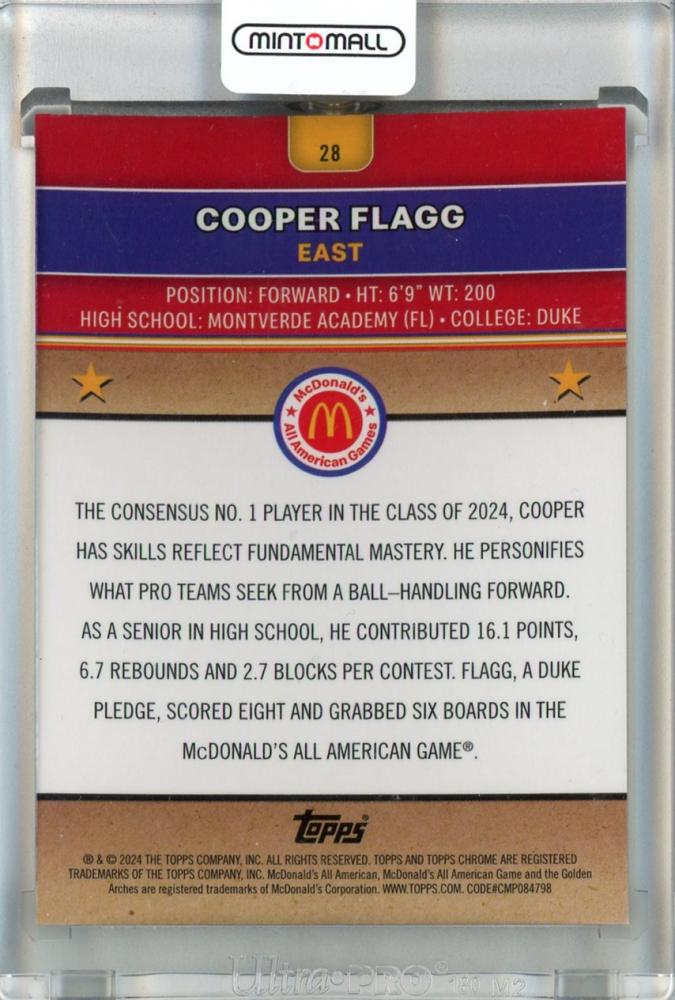 MINTMALL
28
COOPER FLAGG
EAST
POSITION: FORWARD • HT: 6'9" WT: 200
HIGH SCHOOL: MONTVERDE ACADEMY (FL) • COLLEGE: DUKE
McDonald's
All American Games
THE CONSENSUS NO. 1 PLAYER IN THE CLASS OF 2024, COOPER
HAS SKILLS REFLECT FUNDAMENTAL MASTERY. HE PERSONIFIES
WHAT PRO TEAMS SEEK FROM A BALL–HANDLING FORWARD.
AS A SENIOR IN HIGH SCHOOL, HE CONTRIBUTED 16.1 POINTS,
6.7 REBOUNDS AND 2.7 BLOCKS PER CONTEST. FLAGG, A DUKE
PLEDGE, SCORED EIGHT AND GRABBED SIX BOARDS IN THE
McDONALD'S ALL AMERICAN GAME®.
Topps®
® & © 2024 THE TOPPS COMPANY, INC. ALL RIGHTS RESERVED. TOPPS AND TOPPS CHROME ARE REGISTERED
TRADEMARKS OF THE TOPPS COMPANY, INC. McDonald's All American, McDonald's All American Game and the Golden
Arches are registered trademarks of McDonald's Corporation. WWW.TOPPS.COM. CODE#CMP084798
Ultra•PRO® 180 M2